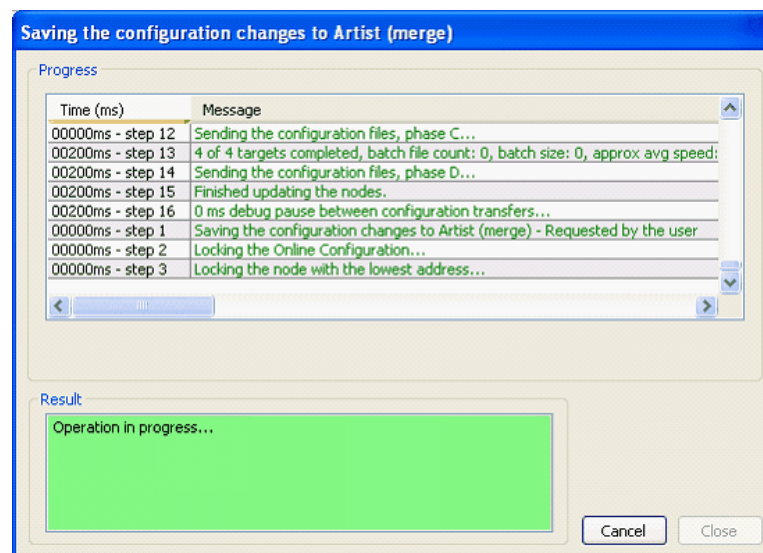 Saving the configuration changes to Artist (merge)
Progress
Time (ms) Message
00000ms - step 12 Sending the configuration files, phase C...
00200ms - step 13 4 of 4 targets completed, batch file count: 0, batch size: 0, approx avg speed:
00200ms - step 14 Sending the configuration files, phase D...
00200ms - step 15 Finished updating the nodes.
00200ms - step 16 0 ms debug pause between configuration transfers...
00000ms - step 1 Saving the configuration changes to Artist (merge) - Requested by the user
00000ms - step 2 Locking the Online Configuration...
00000ms - step 3 Locking the node with the lowest address...
Result
Operation in progress...
Cancel Close